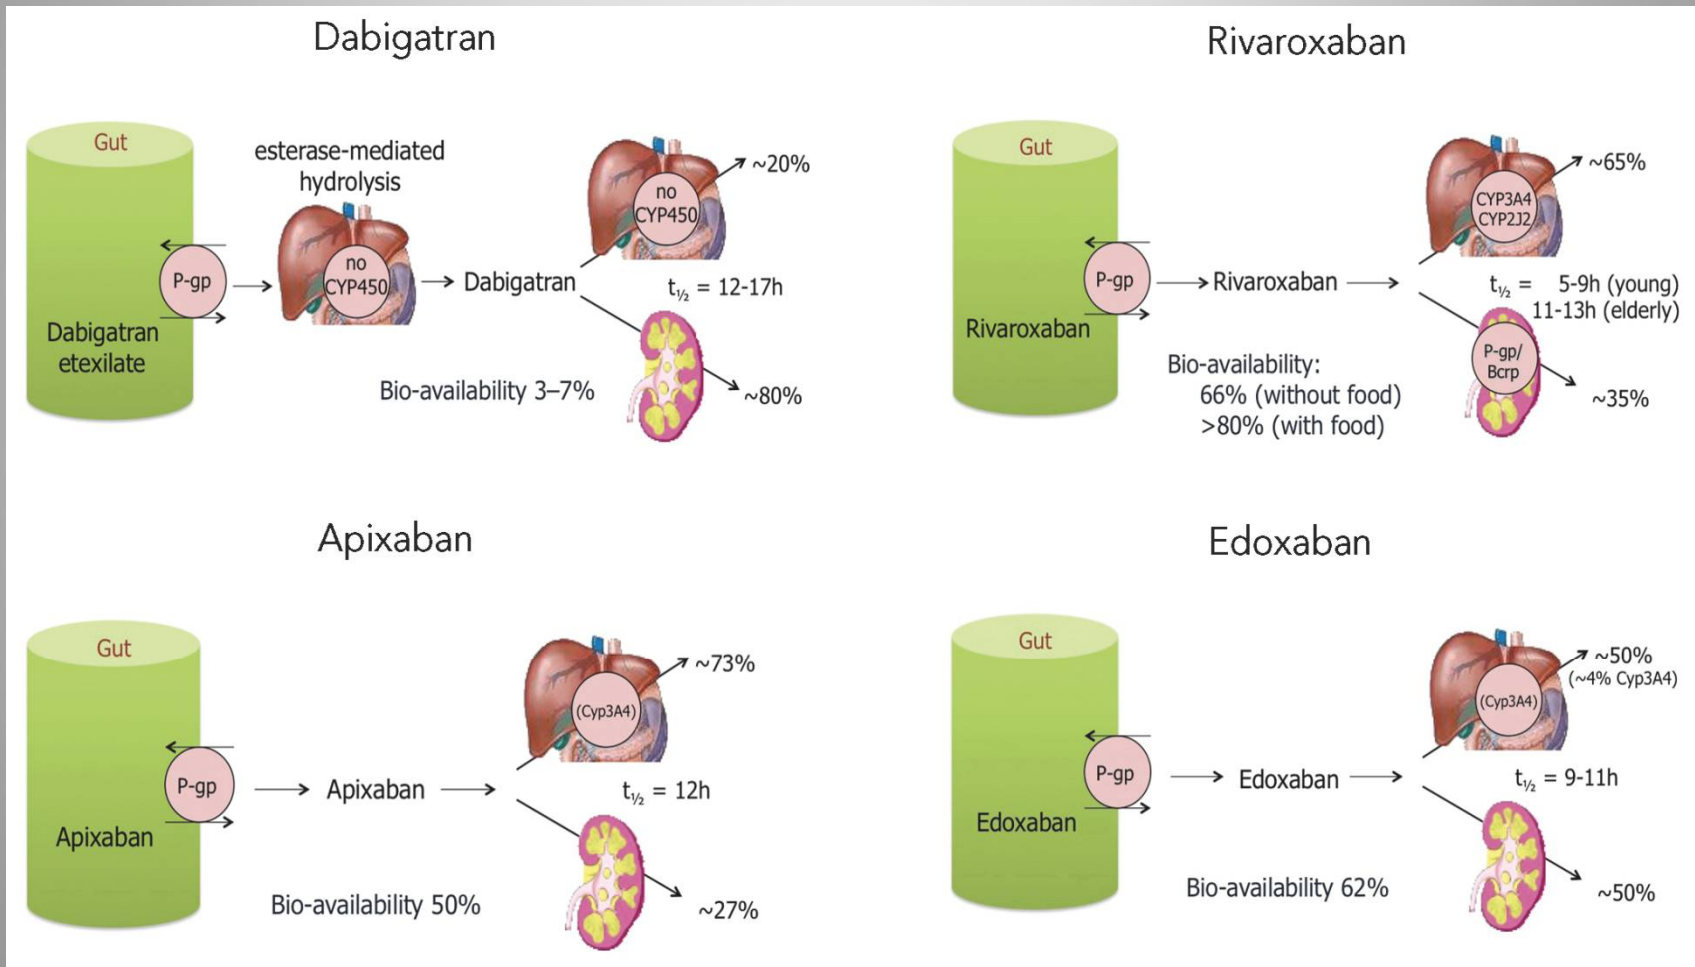 Dabigatran
Gut
esterase-mediated
hydrolysis
no
CYP450
~20%
P-gp
no
CYP450
Dabigatran
t½ = 12-17h
Dabigatran
etexilate
Bio-availability 3–7%
~80%
Rivaroxaban
Gut
CYP3A4
CYP2J2
~65%
P-gp
Rivaroxaban
t½ = 5-9h (young)
11-13h (elderly)
Rivaroxaban
P-gp/
Bcrp
Bio-availability:
66% (without food)
>80% (with food)
~35%
Apixaban
Gut
~73%
(Cyp3A4)
P-gp
Apixaban
t½ = 12h
Apixaban
Bio-availability 50%
~27%
Edoxaban
Gut
~50%
(~4% Cyp3A4)
(Cyp3A4)
P-gp
Edoxaban
t½ = 9-11h
Edoxaban
Bio-availability 62%
~50%